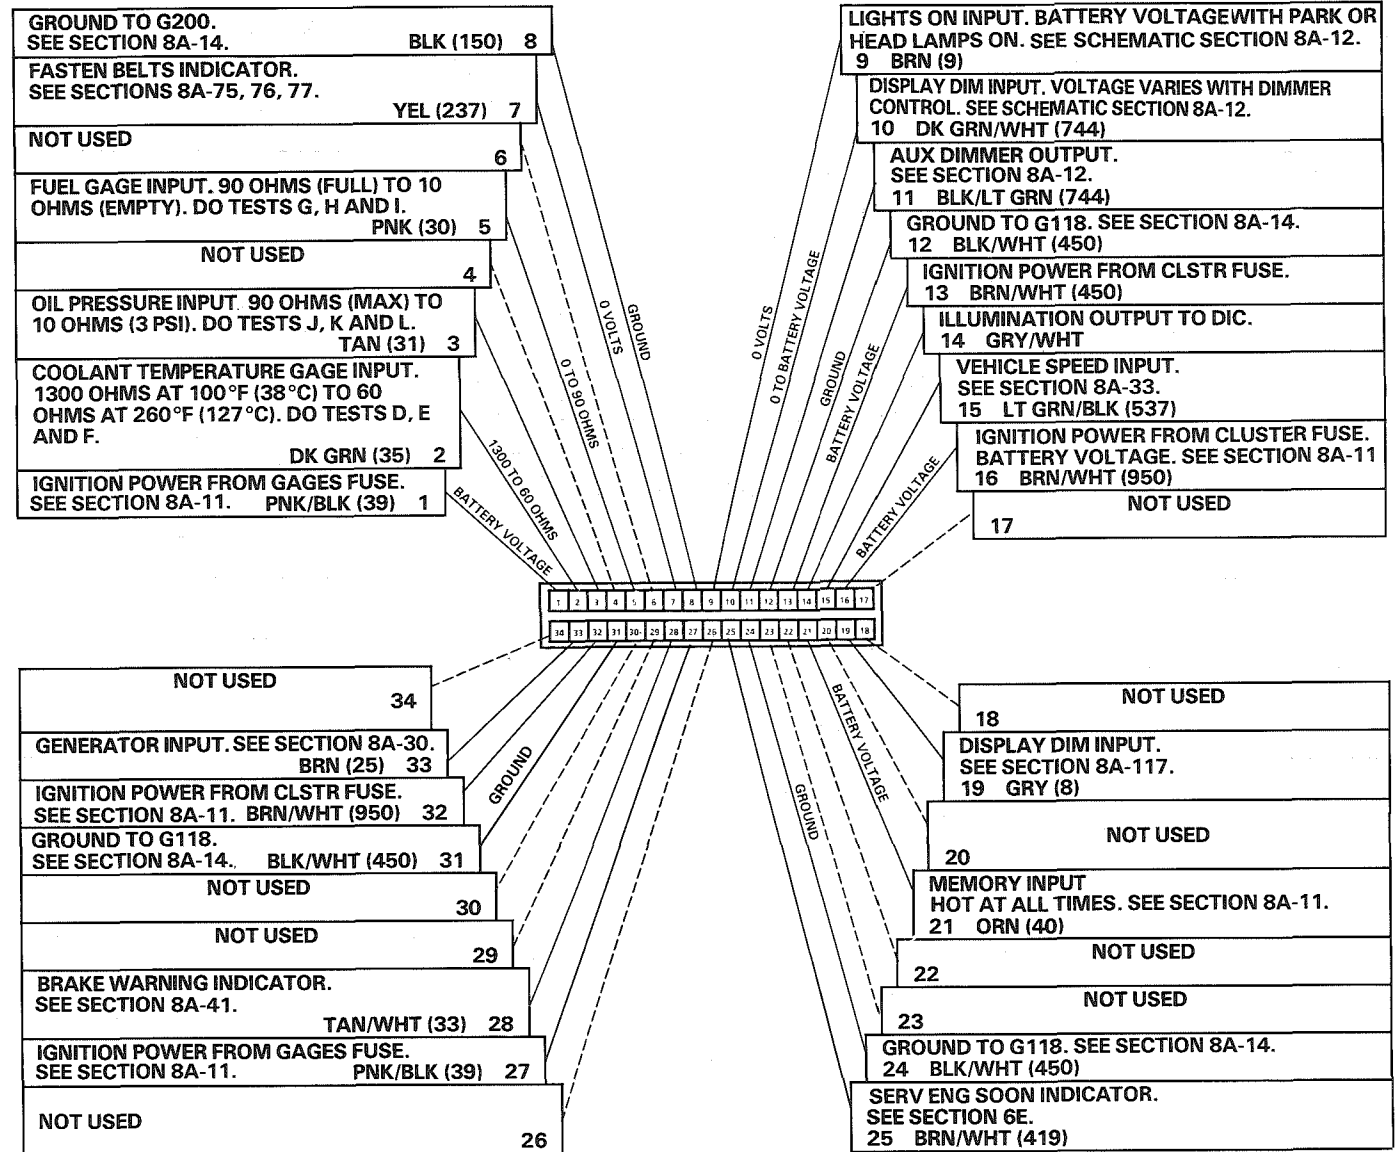 GROUND TO G200.
SEE SECTION 8A-14. BLK (150) 8
FASTEN BELTS INDICATOR.
SEE SECTIONS 8A-75, 76, 77.
YEL (237) 7
NOT USED
6
FUEL GAGE INPUT. 90 OHMS (FULL) TO 10
OHMS (EMPTY). DO TESTS G, H AND I.
PNK (30) 5
NOT USED
4
OIL PRESSURE INPUT. 90 OHMS (MAX) TO
10 OHMS (3 PSI). DO TESTS J, K AND L.
TAN (31) 3
COOLANT TEMPERATURE GAGE INPUT.
1300 OHMS AT 100°F (38°C) TO 60
OHMS AT 260°F (127°C). DO TESTS D, E
AND F.
DK GRN (35) 2
IGNITION POWER FROM GAGES FUSE.
SEE SECTION 8A-11. PNK/BLK (39) 1
LIGHTS ON INPUT. BATTERY VOLTAGEWITH PARK OR
HEAD LAMPS ON. SEE SCHEMATIC SECTION 8A-12.
9 BRN (9)
DISPLAY DIM INPUT. VOLTAGE VARIES WITH DIMMER
CONTROL. SEE SCHEMATIC SECTION 8A-12.
10 DK GRN/WHT (744)
AUX DIMMER OUTPUT.
SEE SECTION 8A-12.
11 BLK/LT GRN (744)
GROUND TO G118. SEE SECTION 8A-14.
12 BLK/WHT (450)
IGNITION POWER FROM CLSTR FUSE.
13 BRN/WHT (450)
ILLUMINATION OUTPUT TO DIC.
14 GRY/WHT
VEHICLE SPEED INPUT.
SEE SECTION 8A-33.
15 LT GRN/BLK (537)
IGNITION POWER FROM CLUSTER FUSE.
BATTERY VOLTAGE. SEE SECTION 8A-11
16 BRN/WHT (950)
NOT USED
17
BATTERY VOLTAGE
1300 TO 60 OHMS
0 TO 90 OHMS
0 VOLTS
GROUND
0 VOLTS
0 TO BATTERY VOLTAGE
GROUND
BATTERY VOLTAGE
BATTERY VOLTAGE
1 2 3 4 5 6 7 8 9 10 11 12 13 14 15 16 17
34 33 32 31 30 29 28 27 26 25 24 23 22 21 20 19 18
GROUND
GROUND
BATTERY VOLTAGE
NOT USED
34
GENERATOR INPUT. SEE SECTION 8A-30.
BRN (25) 33
IGNITION POWER FROM CLSTR FUSE.
SEE SECTION 8A-11. BRN/WHT (950) 32
GROUND TO G118.
SEE SECTION 8A-14. BLK/WHT (450) 31
NOT USED
30
NOT USED
29
BRAKE WARNING INDICATOR.
SEE SECTION 8A-41.
TAN/WHT (33) 28
IGNITION POWER FROM GAGES FUSE.
SEE SECTION 8A-11. PNK/BLK (39) 27
NOT USED
26
NOT USED
18
DISPLAY DIM INPUT.
SEE SECTION 8A-117.
19 GRY (8)
NOT USED
20
MEMORY INPUT
HOT AT ALL TIMES. SEE SECTION 8A-11.
21 ORN (40)
NOT USED
22
NOT USED
23
GROUND TO G118. SEE SECTION 8A-14.
24 BLK/WHT (450)
SERV ENG SOON INDICATOR.
SEE SECTION 6E.
25 BRN/WHT (419)